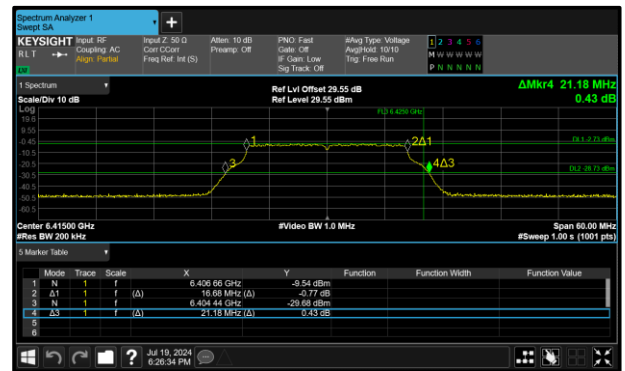 Spectrum Analyzer 1
Swept SA
+
KEYSIGHT Input: RF Input Z: 50 Ω Atten: 10 dB PNO: Fast #Avg Type: Voltage 1 2 3 4 5 6
RLT Coupling: AC Corr CCorr Preamp: Off Gate: Off Avg|Hold: 10/10 M W W W W W
Align: Partial Freq Ref: Int (S) IF Gain: Low Trig: Free Run
Sig Track: Off P N N N N N
1 Spectrum
Ref Lvl Offset 29.55 dB ΔMkr4 21.18 MHz
Scale/Div 10 dB Ref Level 29.55 dBm 0.43 dB
Log
19.6
9.55
-0.45
-10.5
-20.5
-30.5
-40.5
-50.5
-60.5
1
2Δ1
3
4Δ3
DL1 -2.73 dBm
DL2 -28.73 dBm
Center 6.41500 GHz #Video BW 1.0 MHz Span 60.00 MHz
#Res BW 200 kHz #Sweep 1.00 s (1001 pts)
5 Marker Table
Mode Trace Scale X Y Function Function Width Function Value
1 N 1 f 6.406 66 GHz -9.54 dBm
2 Δ1 1 f (Δ) 16.68 MHz (Δ) -0.77 dB
3 N 1 f 6.404 44 GHz -29.68 dBm
4 Δ3 1 f (Δ) 21.18 MHz (Δ) 0.43 dB
5
6
? Jul 19, 2024
6:26:34 PM